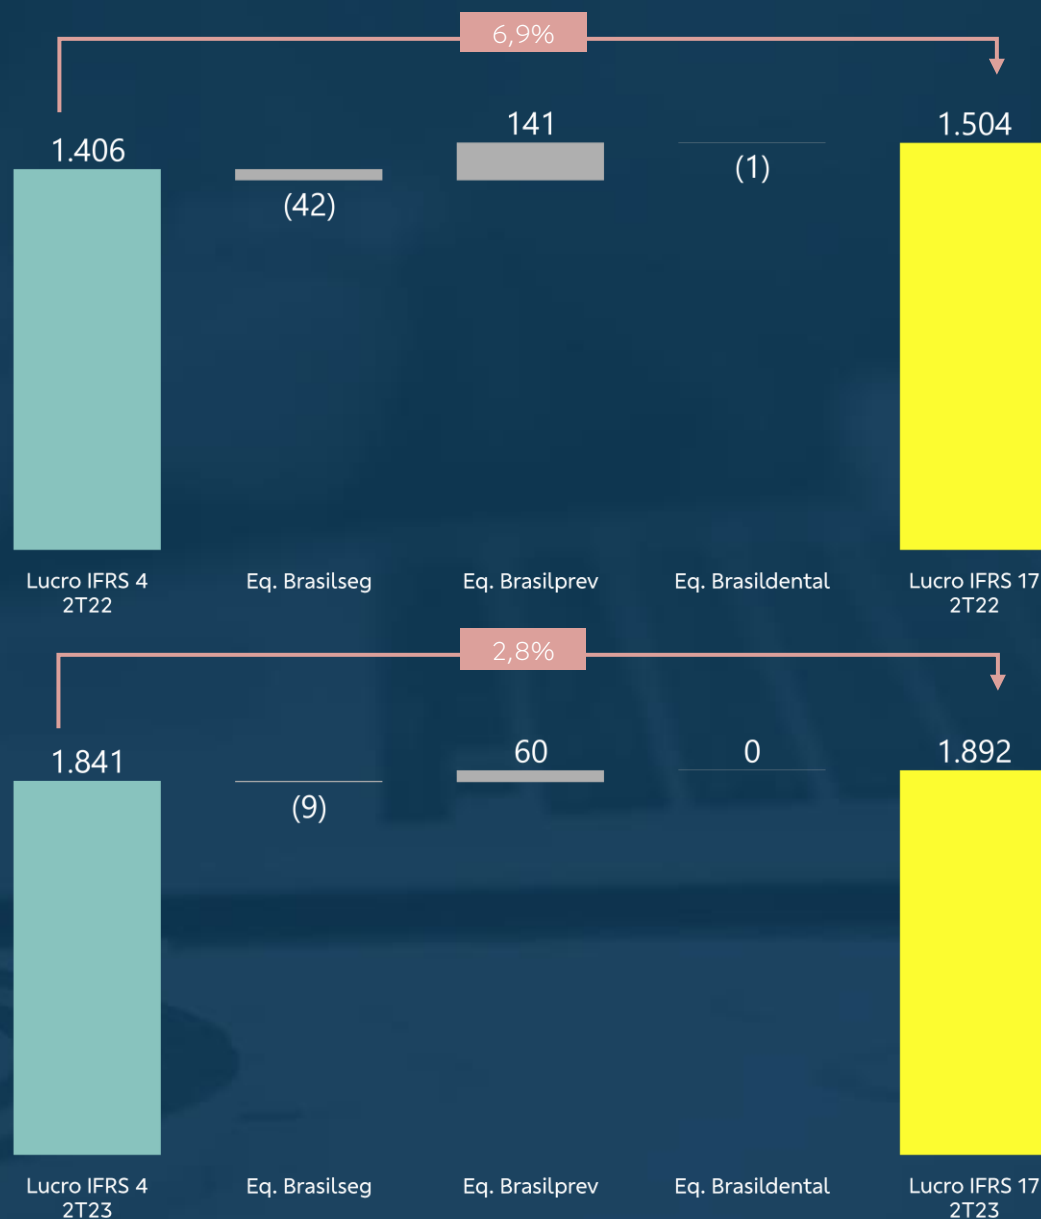 6,9%
1.406
(42)
141
(1)
1.504
Lucro IFRS 4
2T22
Eq. Brasilseg
Eq. Brasilprev
Eq. Brasildental
Lucro IFRS 17
2T22
2,8%
1.841
(9)
60
0
1.892
Lucro IFRS 4
2T23
Eq. Brasilseg
Eq. Brasilprev
Eq. Brasildental
Lucro IFRS 17
2T23